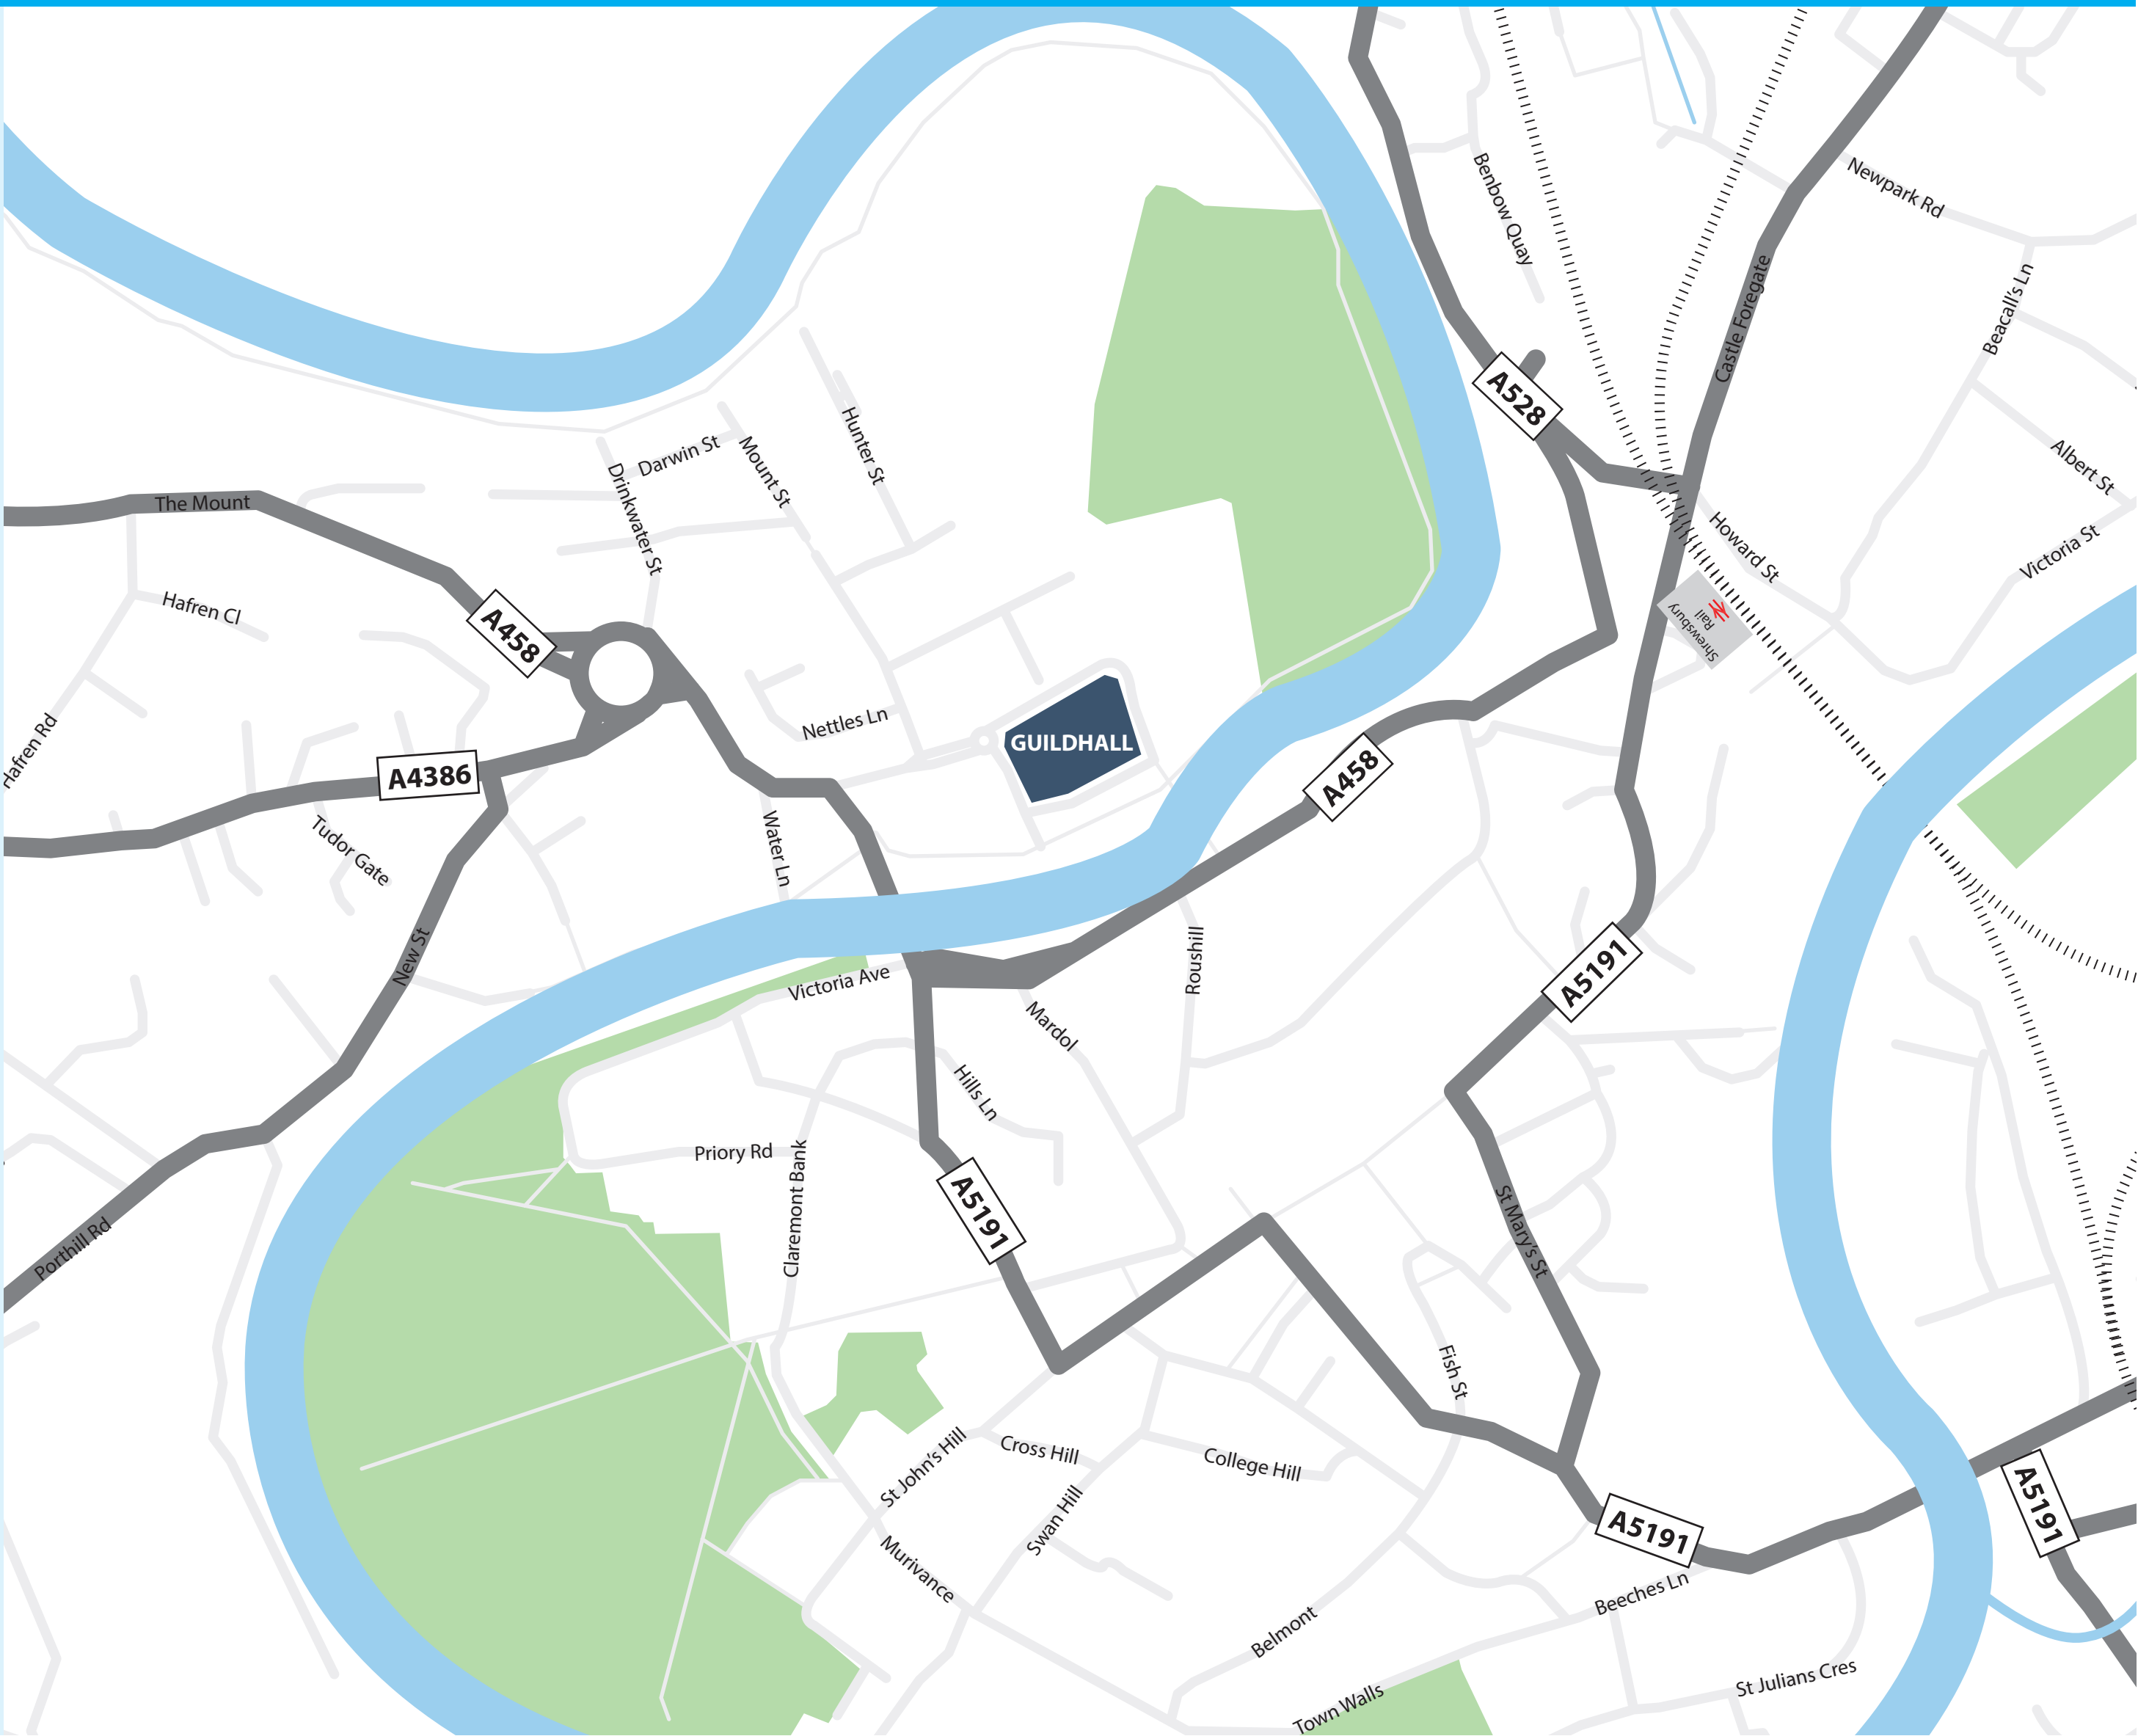 Benbow Quay
Newpark Rd
Castle Foregate
Beacall's Ln
A528
Hunter St
Darwin St
Mount St
Drinkwater St
The Mount
Albert St
Howard St
Victoria St
Hafren Cl
A458
Shrewsbury
Rail
Hafren Rd
Nettles Ln
GUILDHALL
A458
A4386
Tudor Gate
Water Ln
New St
Victoria Ave
Roushill
A5191
Mardol
Hills Ln
Priory Rd
Claremont Bank
A5191
St Mary's St
Porthill Rd
Fish St
St John's Hill
Cross Hill
College Hill
Swan Hill
A5191
A5191
Murivance
Beeches Ln
Belmont
St Julians Cres
Town Walls